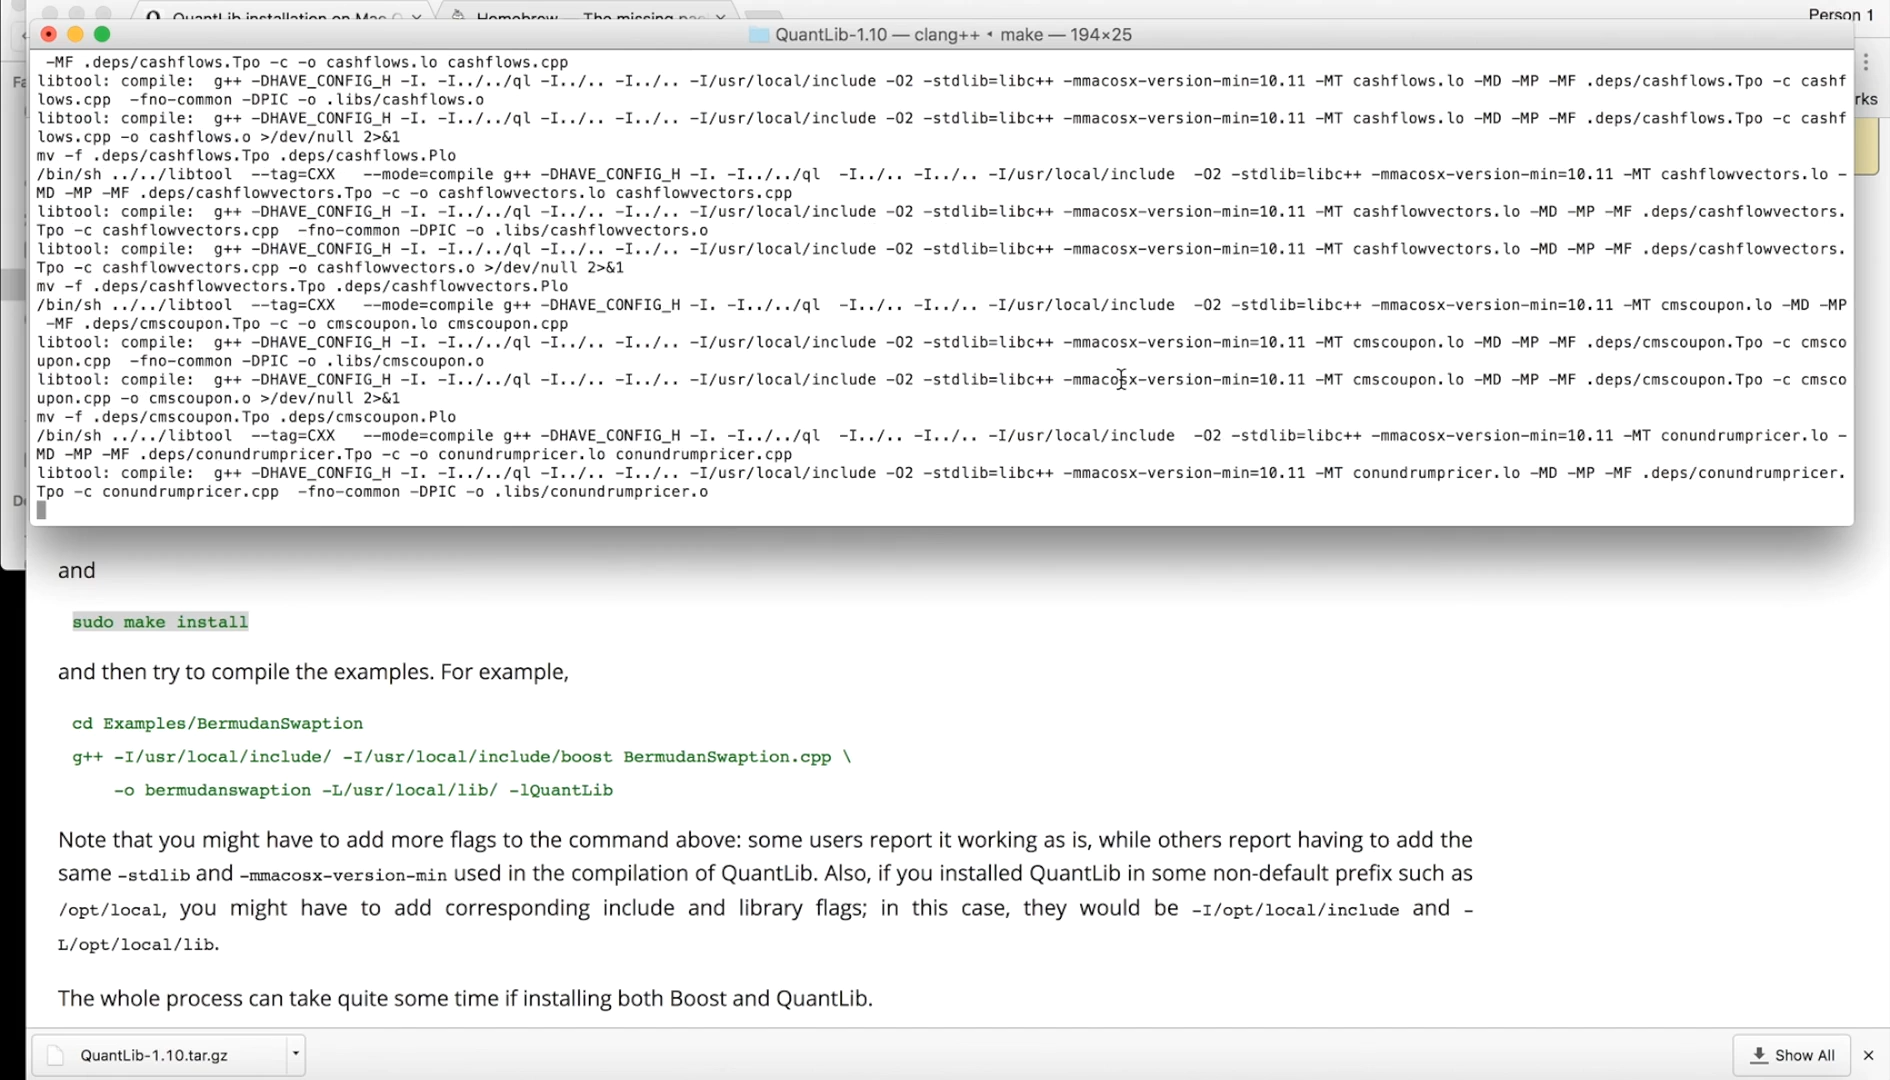 QuantLib installation on Mac
Homebrew — The missing pac
Person 1
QuantLib-1.10 — clang++ ◂ make — 194×25
-MF .deps/cashflows.Tpo -c -o cashflows.lo cashflows.cpp
libtool: compile:  g++ -DHAVE_CONFIG_H -I. -I../../ql -I../.. -I../.. -I/usr/local/include -O2 -stdlib=libc++ -mmacosx-version-min=10.11 -MT cashflows.lo -MD -MP -MF .deps/cashflows.Tpo -c cashf
lows.cpp  -fno-common -DPIC -o .libs/cashflows.o
libtool: compile:  g++ -DHAVE_CONFIG_H -I. -I../../ql -I../.. -I../.. -I/usr/local/include -O2 -stdlib=libc++ -mmacosx-version-min=10.11 -MT cashflows.lo -MD -MP -MF .deps/cashflows.Tpo -c cashf
lows.cpp -o cashflows.o >/dev/null 2>&1
mv -f .deps/cashflows.Tpo .deps/cashflows.Plo
/bin/sh ../../libtool  --tag=CXX   --mode=compile g++ -DHAVE_CONFIG_H -I. -I../../ql  -I../.. -I../.. -I/usr/local/include  -O2 -stdlib=libc++ -mmacosx-version-min=10.11 -MT cashflowvectors.lo -
MD -MP -MF .deps/cashflowvectors.Tpo -c -o cashflowvectors.lo cashflowvectors.cpp
libtool: compile:  g++ -DHAVE_CONFIG_H -I. -I../../ql -I../.. -I../.. -I/usr/local/include -O2 -stdlib=libc++ -mmacosx-version-min=10.11 -MT cashflowvectors.lo -MD -MP -MF .deps/cashflowvectors.
Tpo -c cashflowvectors.cpp  -fno-common -DPIC -o .libs/cashflowvectors.o
libtool: compile:  g++ -DHAVE_CONFIG_H -I. -I../../ql -I../.. -I../.. -I/usr/local/include -O2 -stdlib=libc++ -mmacosx-version-min=10.11 -MT cashflowvectors.lo -MD -MP -MF .deps/cashflowvectors.
Tpo -c cashflowvectors.cpp -o cashflowvectors.o >/dev/null 2>&1
mv -f .deps/cashflowvectors.Tpo .deps/cashflowvectors.Plo
/bin/sh ../../libtool  --tag=CXX   --mode=compile g++ -DHAVE_CONFIG_H -I. -I../../ql  -I../.. -I../.. -I/usr/local/include  -O2 -stdlib=libc++ -mmacosx-version-min=10.11 -MT cmscoupon.lo -MD -MP
-MF .deps/cmscoupon.Tpo -c -o cmscoupon.lo cmscoupon.cpp
libtool: compile:  g++ -DHAVE_CONFIG_H -I. -I../../ql -I../.. -I../.. -I/usr/local/include -O2 -stdlib=libc++ -mmacosx-version-min=10.11 -MT cmscoupon.lo -MD -MP -MF .deps/cmscoupon.Tpo -c cmsco
upon.cpp  -fno-common -DPIC -o .libs/cmscoupon.o
libtool: compile:  g++ -DHAVE_CONFIG_H -I. -I../../ql -I../.. -I../.. -I/usr/local/include -O2 -stdlib=libc++ -mmacosx-version-min=10.11 -MT cmscoupon.lo -MD -MP -MF .deps/cmscoupon.Tpo -c cmsco
upon.cpp -o cmscoupon.o >/dev/null 2>&1
mv -f .deps/cmscoupon.Tpo .deps/cmscoupon.Plo
/bin/sh ../../libtool  --tag=CXX   --mode=compile g++ -DHAVE_CONFIG_H -I. -I../../ql  -I../.. -I../.. -I/usr/local/include  -O2 -stdlib=libc++ -mmacosx-version-min=10.11 -MT conundrumpricer.lo -
MD -MP -MF .deps/conundrumpricer.Tpo -c -o conundrumpricer.lo conundrumpricer.cpp
libtool: compile:  g++ -DHAVE_CONFIG_H -I. -I../../ql -I../.. -I../.. -I/usr/local/include -O2 -stdlib=libc++ -mmacosx-version-min=10.11 -MT conundrumpricer.lo -MD -MP -MF .deps/conundrumpricer.
Tpo -c conundrumpricer.cpp  -fno-common -DPIC -o .libs/conundrumpricer.o
and
sudo make install
and then try to compile the examples. For example,
cd Examples/BermudanSwaption
g++ -I/usr/local/include/ -I/usr/local/include/boost BermudanSwaption.cpp \
-o bermudanswaption -L/usr/local/lib/ -lQuantLib
Note that you might have to add more flags to the command above: some users report it working as is, while others report having to add the
same -stdlib and -mmacosx-version-min used in the compilation of QuantLib. Also, if you installed QuantLib in some non-default prefix such as
/opt/local, you might have to add corresponding include and library flags; in this case, they would be -I/opt/local/include and -
L/opt/local/lib.
The whole process can take quite some time if installing both Boost and QuantLib.
QuantLib-1.10.tar.gz
Show All